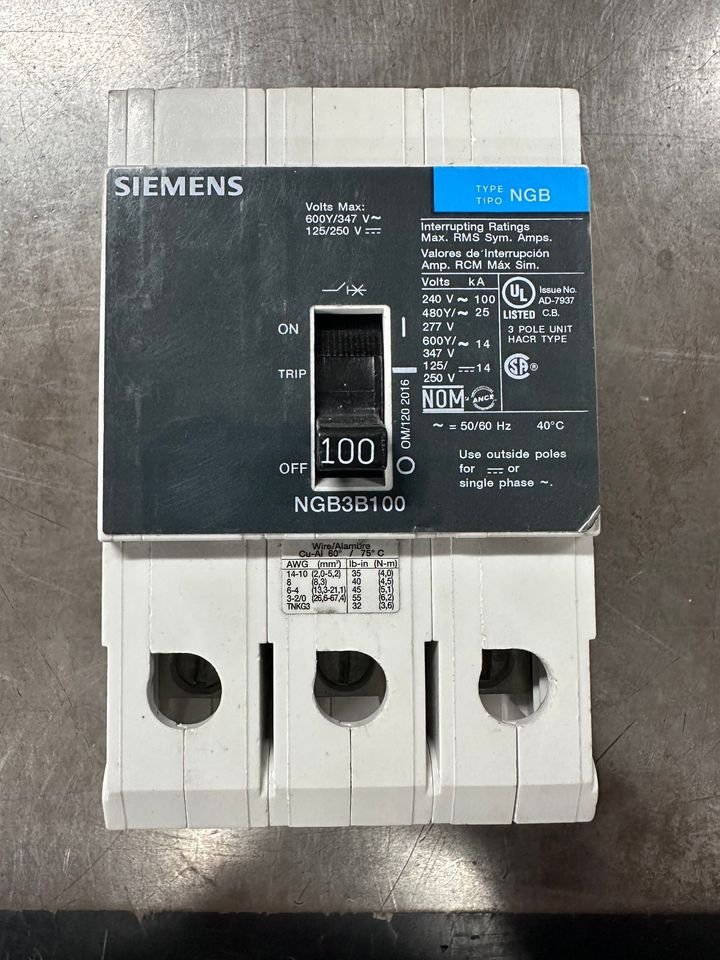 SIEMENS
TYPE
TIPO NGB
Volts Max:
600Y/347 V~
125/250 V ⎓
Interrupting Ratings
Max. RMS Sym. Amps.
Valores de Interrupción
Amp. RCM Máx Sim.
Volts kA
240 V ~ 100
480Y/ ~ 25
277 V
600Y/ ~ 14
347 V
125/ ⎓ 14
250 V
UL
LISTED
Issue No.
AD-7937
C.B.
3 POLE UNIT
HACR TYPE
SA ®
NOM ANCE
~ = 50/60 Hz 40°C
Use outside poles
for ⎓ or
single phase ~.
ON I
TRIP
OFF O
OM/120 2016
100
NGB3B100
Wire/Alambre
Cu-Al 60° / 75° C
AWG (mm²) lb-in (N-m)
14-10 (2,0-5,2) 35 (4,0)
8 (8,3) 40 (4,5)
6-4 (13,3-21,1) 45 (5,1)
3-2/0 (26,6-67,4) 55 (6,2)
TNKG3 32 (3,6)